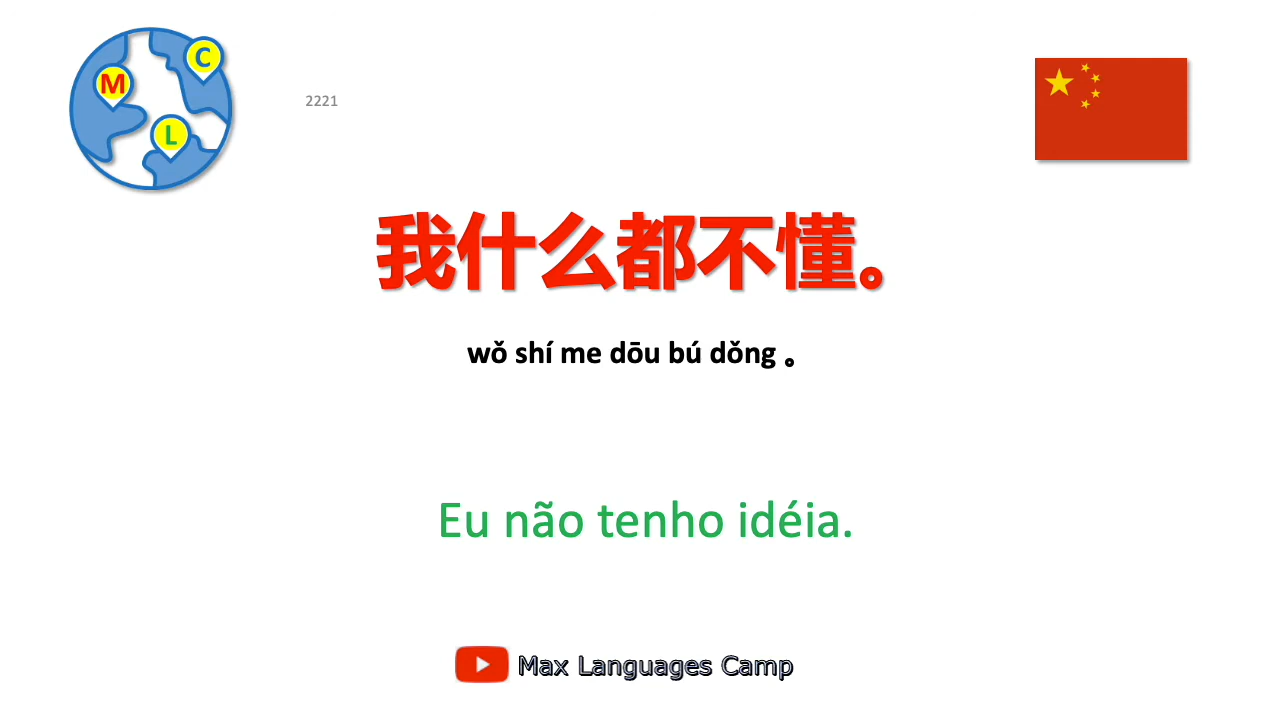 M
C
L
2221
我什么都不懂。
wǒ shí me dōu bú dǒng 。
Eu não tenho idéia.
Max Languages Camp